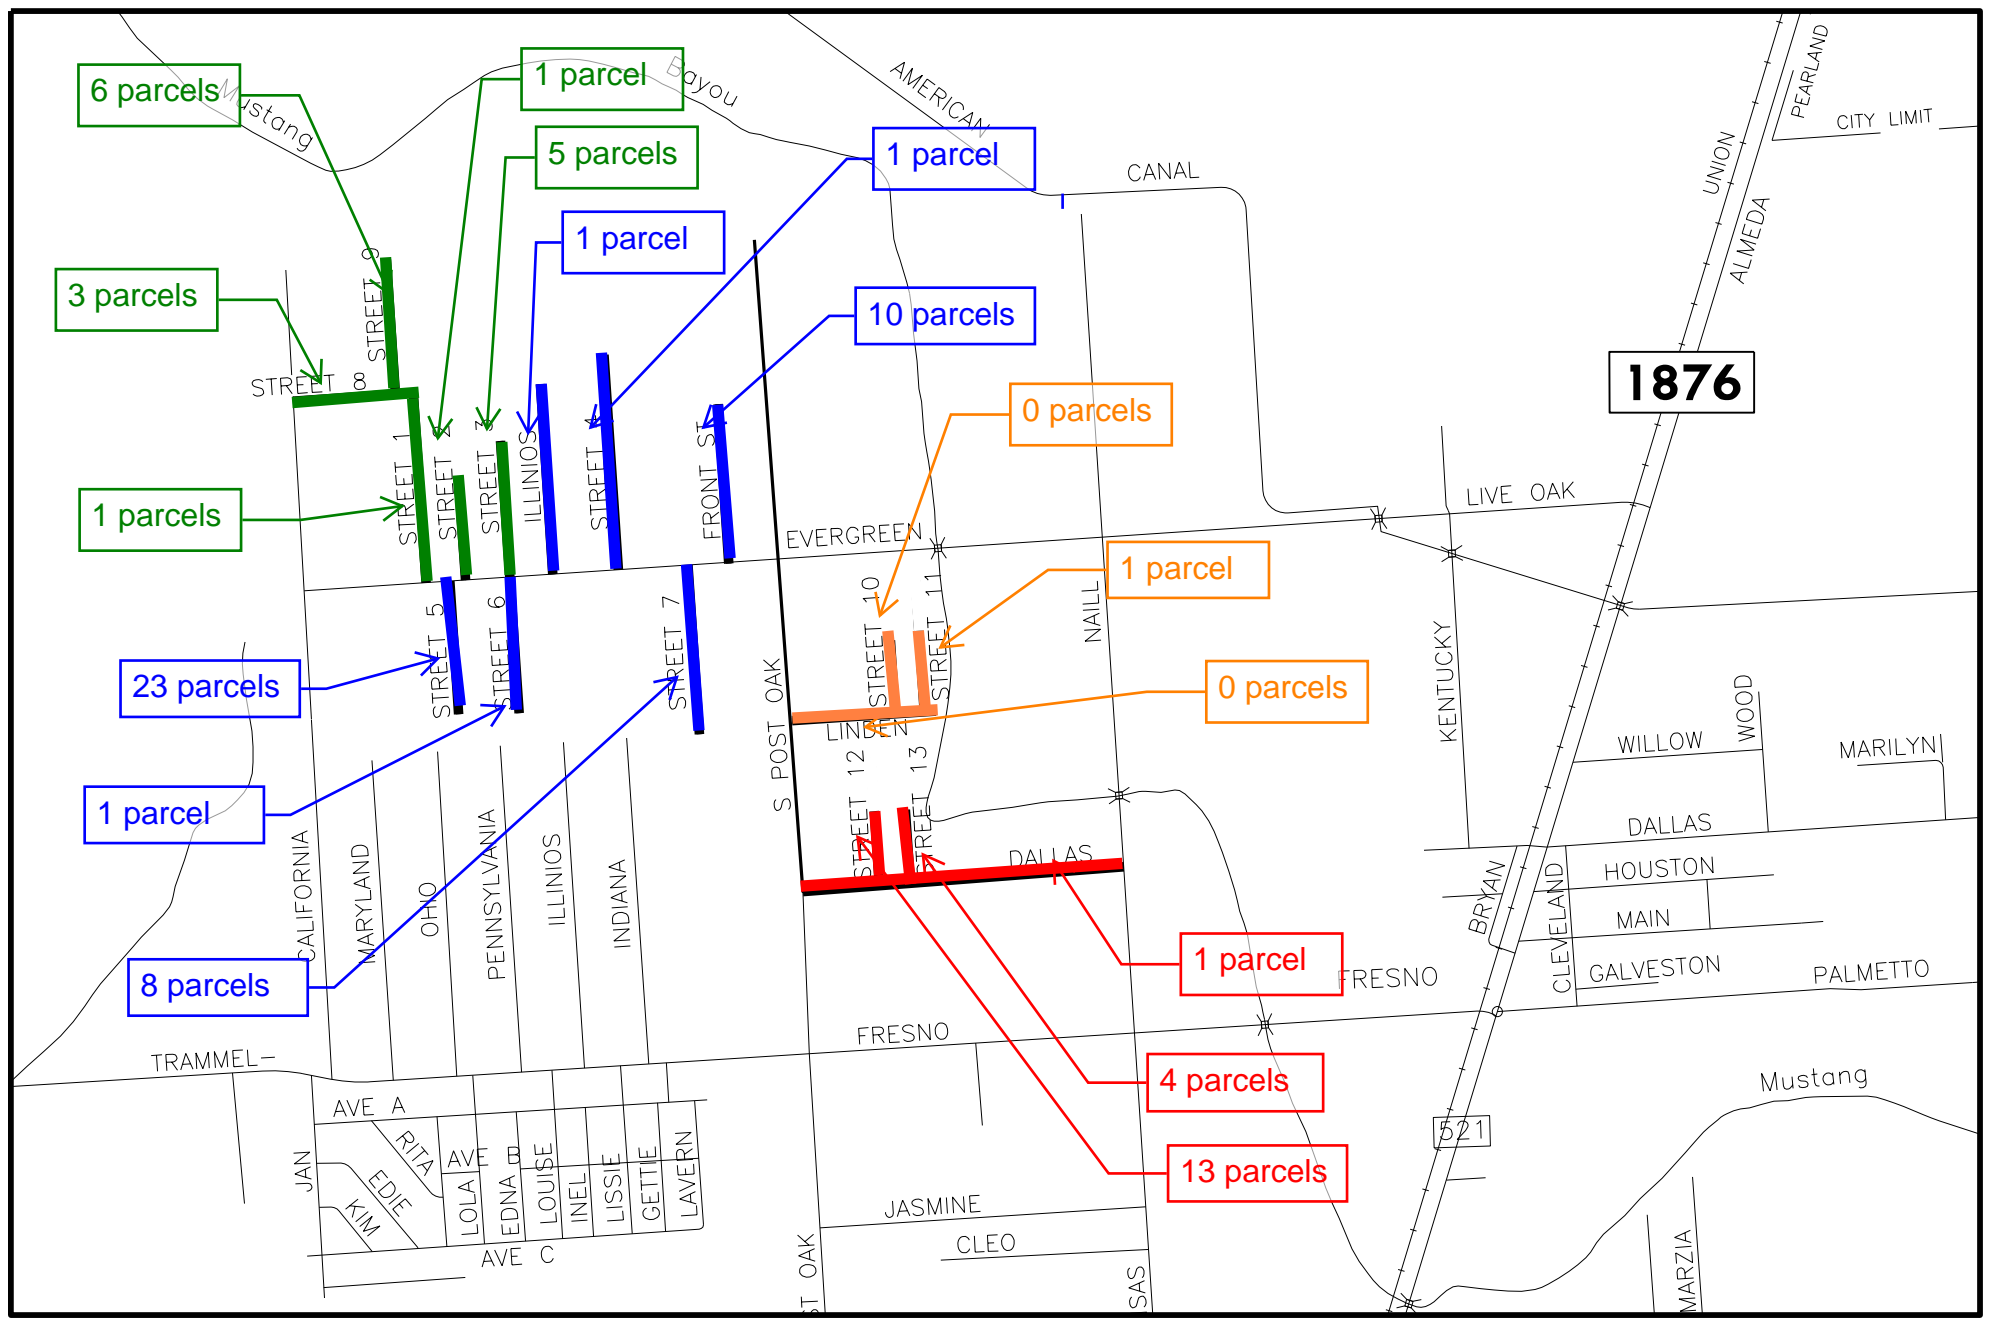 6 parcels
1 parcel
5 parcels
1 parcel
1 parcel
3 parcels
10 parcels
0 parcels
1 parcels
1 parcel
23 parcels
0 parcels
1 parcel
8 parcels
1 parcel
4 parcels
13 parcels
Mustang
Bayou
AMERICAN
CANAL
UNION
ALMEDA
PEARLAND
CITY LIMIT
1876
STREET 9
STREET 8
STREET 1
STREET 2
STREET 3
ILLINIOS
STREET 4
FRONT ST
EVERGREEN
LIVE OAK
STREET 5
STREET 6
STREET 7
S POST OAK
STREET 10
STREET 11
LINDEN
STREET 12
STREET 13
NAILL
KENTUCKY
WILLOW
WOOD
MARILYN
DALLAS
DALLAS
HOUSTON
MAIN
BRYAN
CLEVELAND
GALVESTON
PALMETTO
FRESNO
FRESNO
CALIFORNIA
MARYLAND
OHIO
PENNSYLVANIA
ILLINIOS
INDIANA
TRAMMEL-
AVE A
RITA
AVE B
JAN
EDIE
KIM
LOLA
EDNA
LOUISE
INEL
LISSIE
GETTIE
LAVERN
AVE C
JASMINE
CLEO
ST OAK
SAS
521
Mustang
MARZIA